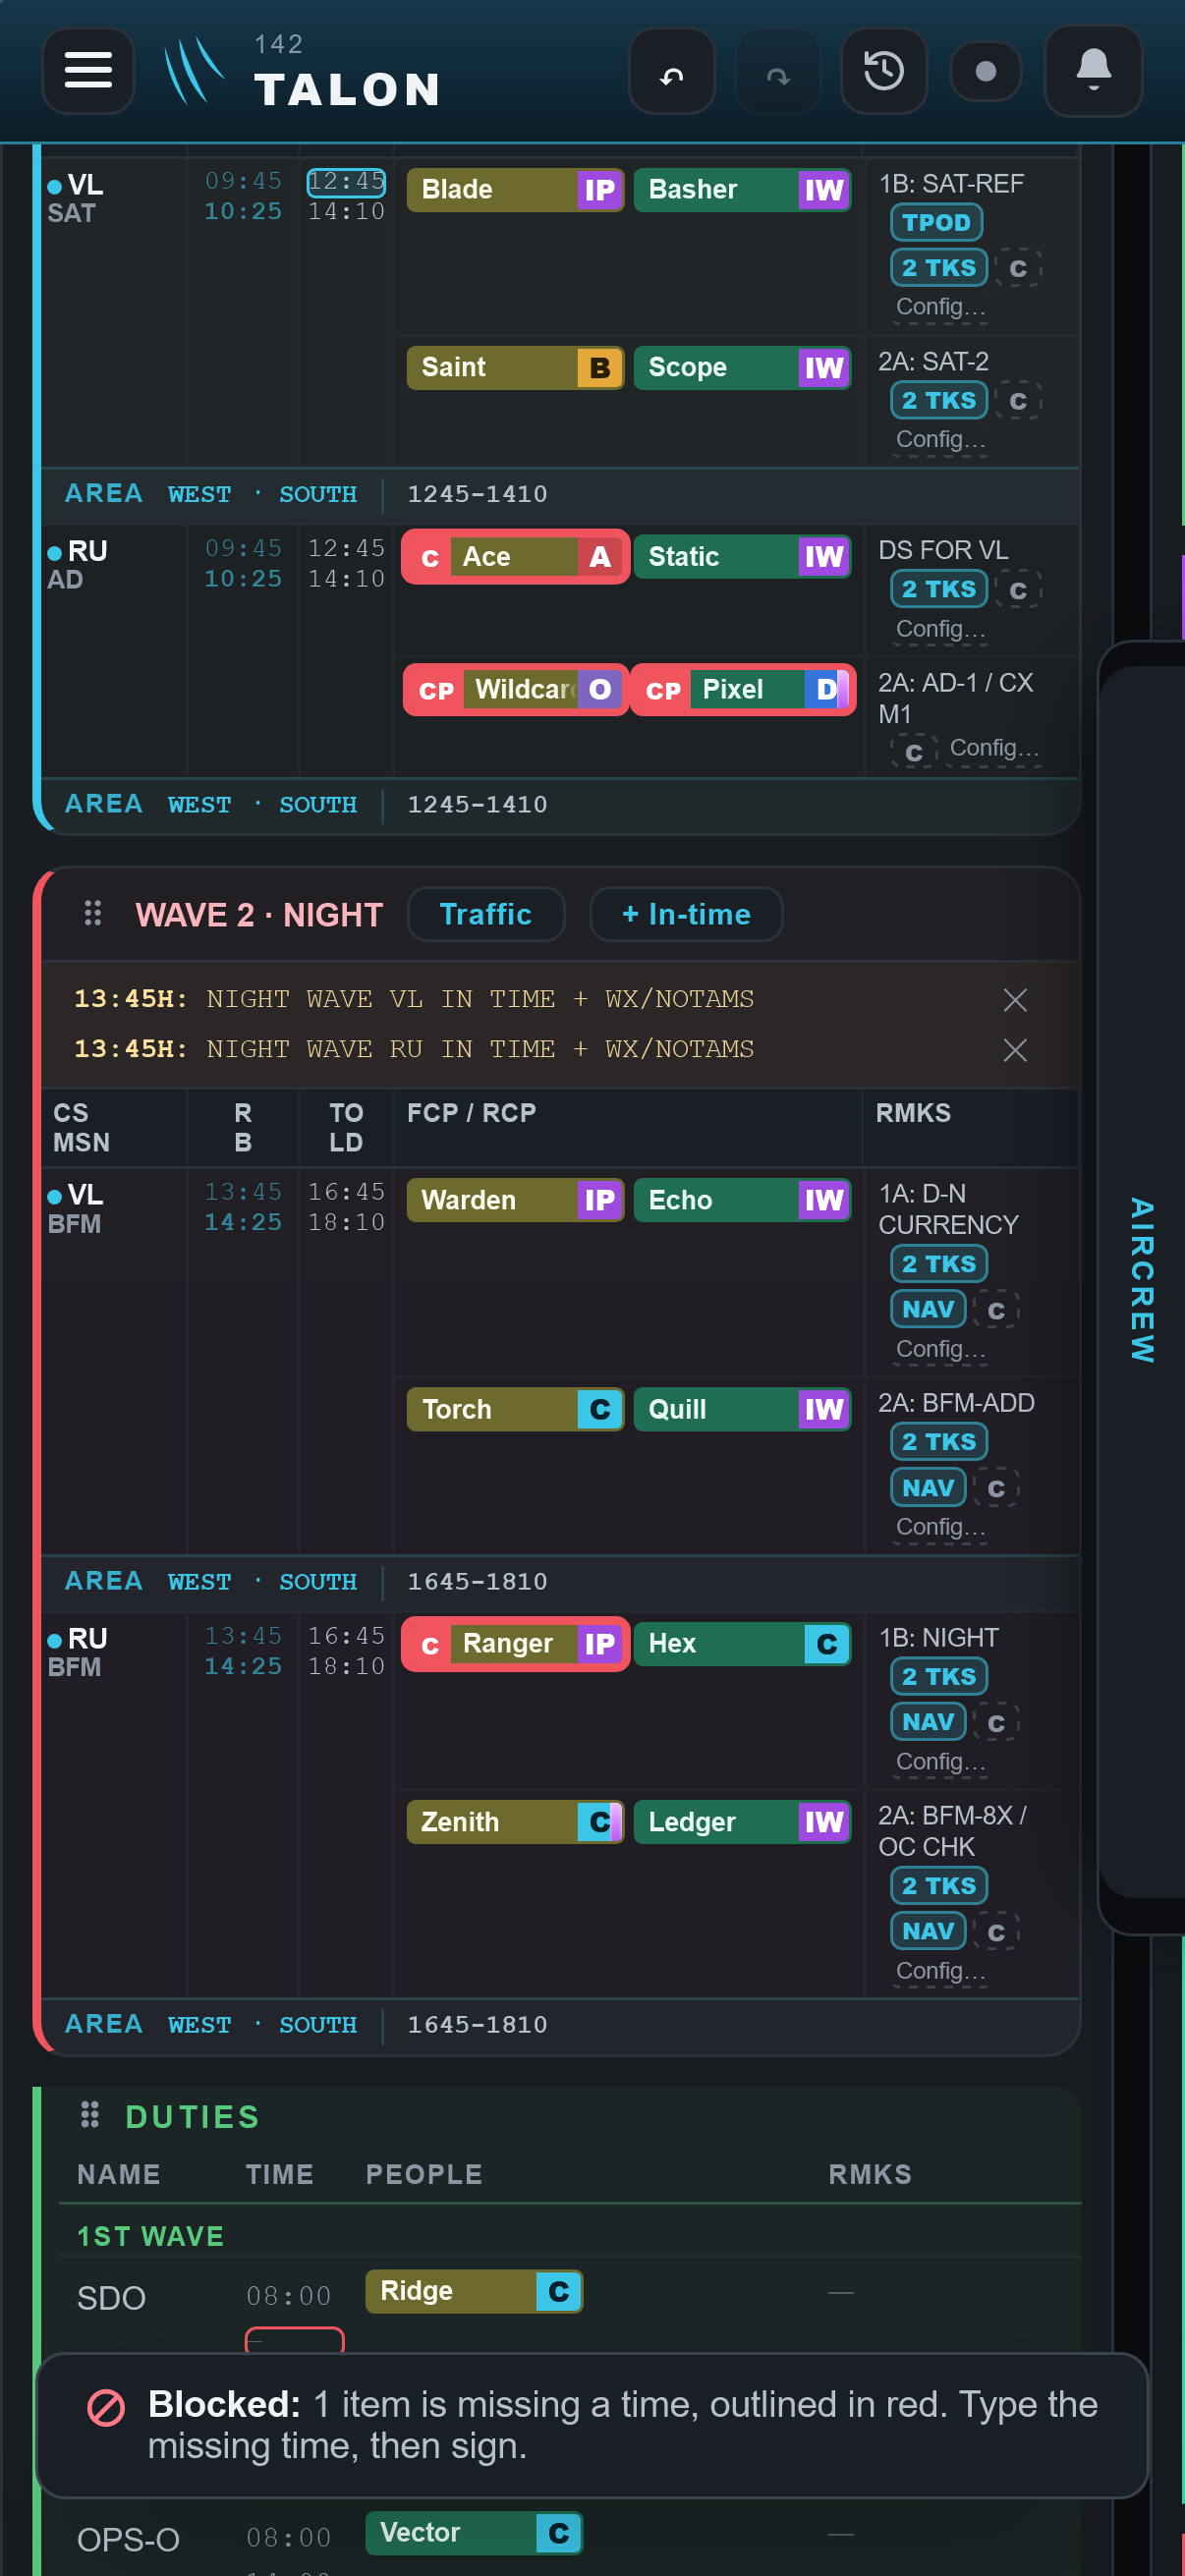 142
TALON
VL
SAT
09:45
10:25
12:45
14:10
Blade IP
Basher IW
1B: SAT-REF
TPOD
2 TKS C
Config...
Saint B
Scope IW
2A: SAT-2
2 TKS C
Config...
AREA WEST · SOUTH 1245-1410
RU
AD
09:45
10:25
12:45
14:10
C Ace A
Static IW
DS FOR VL
2 TKS C
Config...
CP Wildcar O
CP Pixel D
2A: AD-1 / CX
M1
C Config...
AREA WEST · SOUTH 1245-1410
WAVE 2 · NIGHT
Traffic
+ In-time
13:45H: NIGHT WAVE VL IN TIME + WX/NOTAMS
13:45H: NIGHT WAVE RU IN TIME + WX/NOTAMS
CS
MSN
R
B
TO
LD
FCP / RCP
RMKS
VL
BFM
13:45
14:25
16:45
18:10
Warden IP
Echo IW
1A: D-N
CURRENCY
2 TKS
NAV C
Config...
Torch C
Quill IW
2A: BFM-ADD
2 TKS
NAV C
Config...
AREA WEST · SOUTH 1645-1810
RU
BFM
13:45
14:25
16:45
18:10
C Ranger IP
Hex C
1B: NIGHT
2 TKS
NAV C
Config...
Zenith C
Ledger IW
2A: BFM-8X /
OC CHK
2 TKS
NAV C
Config...
AREA WEST · SOUTH 1645-1810
AIRCREW
DUTIES
NAME TIME PEOPLE RMKS
1ST WAVE
SDO 08:00 Ridge C —
—
Blocked: 1 item is missing a time, outlined in red. Type the
missing time, then sign.
OPS-O 08:00 Vector C —